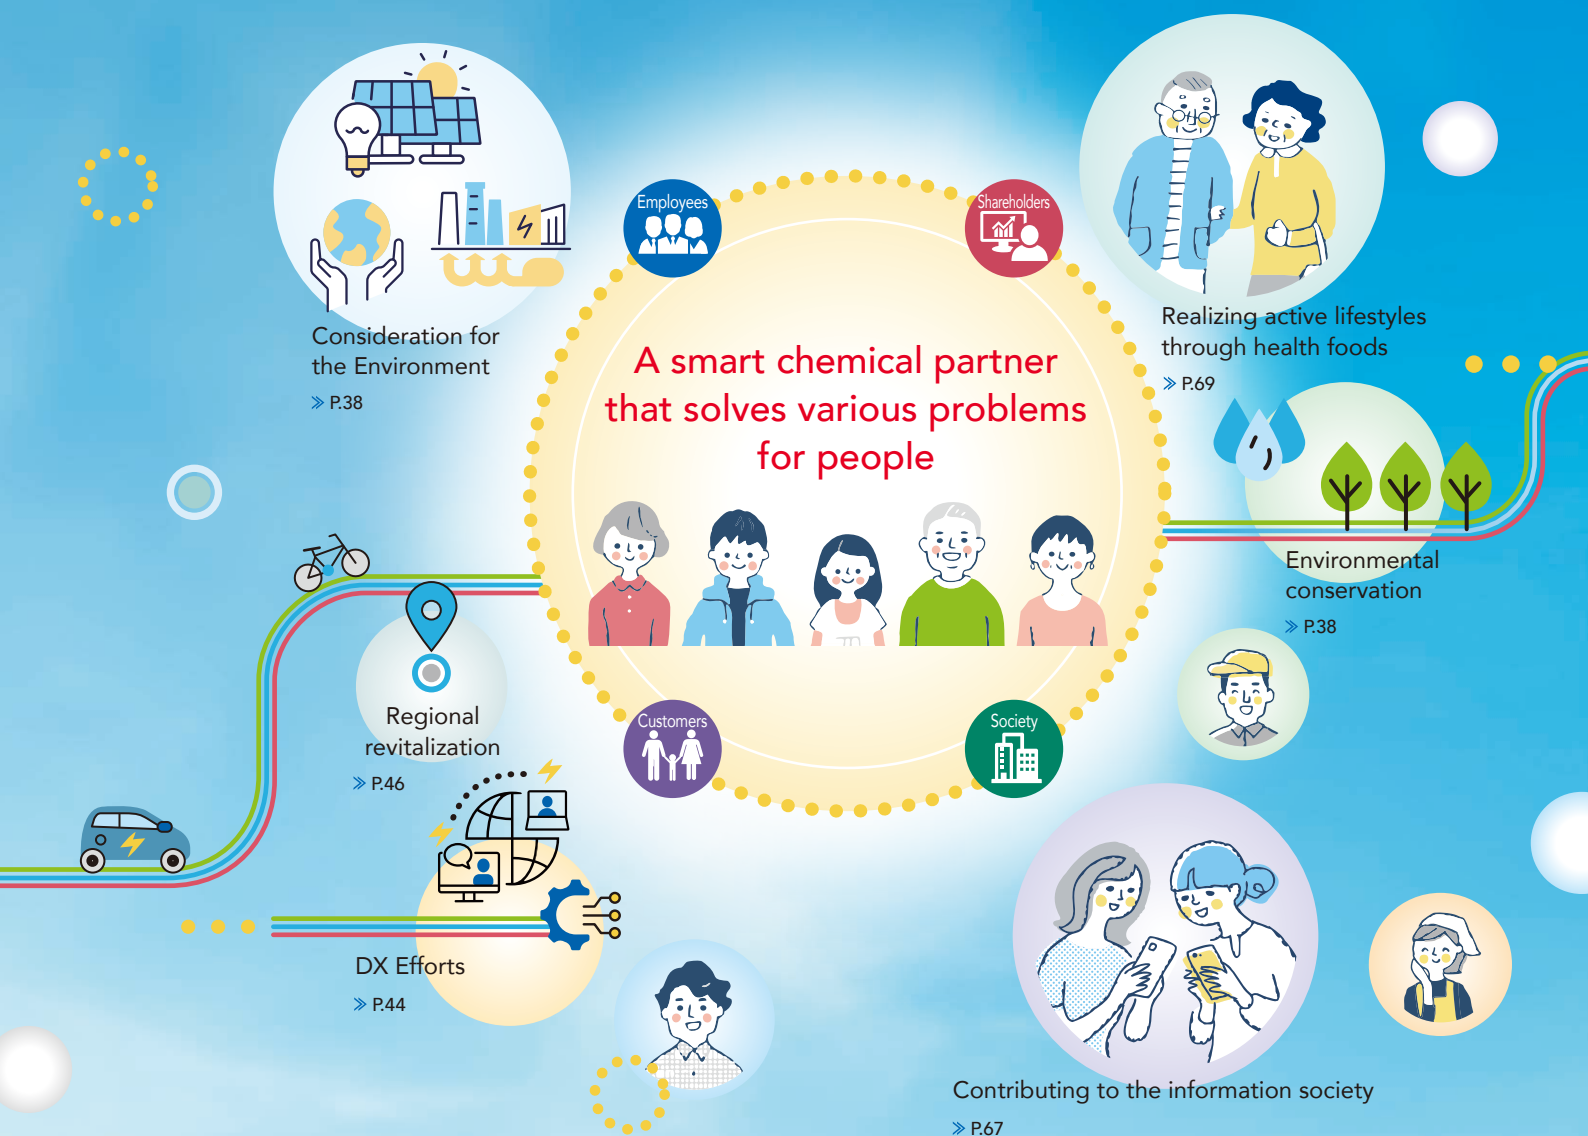 Employees
Shareholders
Consideration for
the Environment
≫ P.38
Realizing active lifestyles
through health foods
≫ P.69
A smart chemical partner
that solves various problems
for people
Environmental
conservation
≫ P.38
Regional
revitalization
≫ P.46
Customers
Society
DX Efforts
≫ P.44
Contributing to the information society
≫ P.67